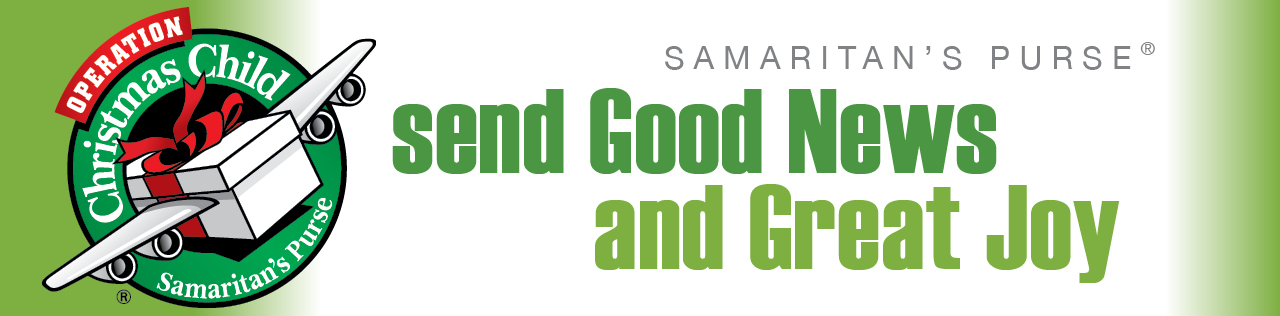 OPERATION
Christmas Child
Samaritan's Purse
®
SAMARITAN'S PURSE®
send Good News
and Great Joy